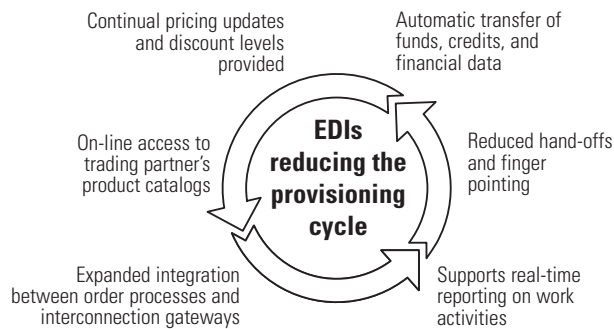 Continual pricing updates
and discount levels
provided
Automatic transfer of
funds, credits, and
financial data
On-line access to
trading partner's
product catalogs
EDIs
reducing the
provisioning
cycle
Reduced hand-offs
and finger
pointing
Expanded integration
between order processes and
interconnection gateways
Supports real-time
reporting on work
activities